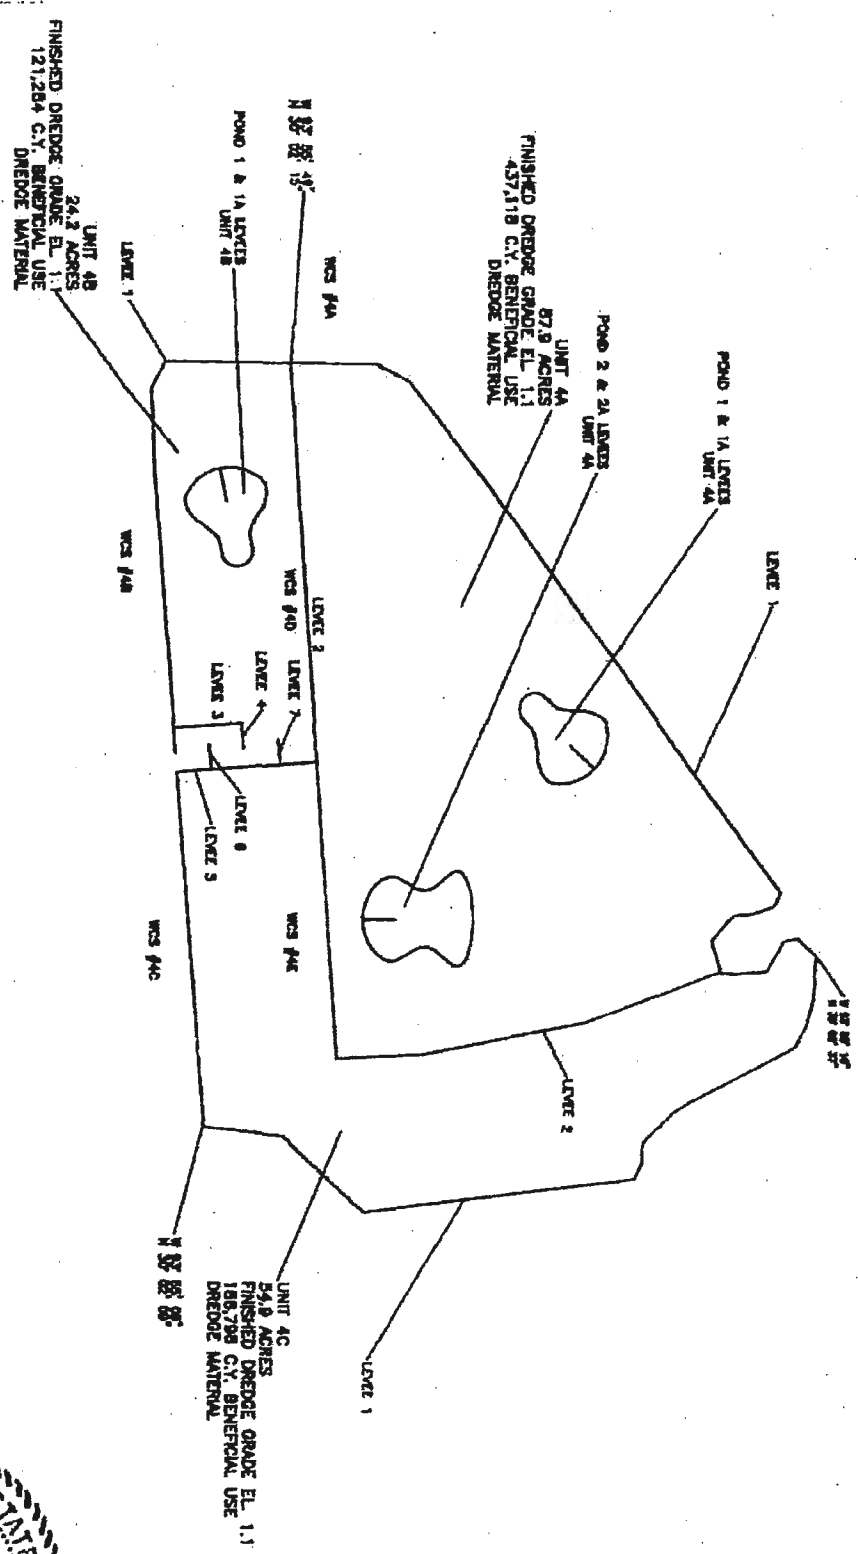 UNIT 4B
24.2 ACRES
FINISHED DREDGE GRADE EL. 1.1
121,284 C.Y. BENEFICIAL USE
DREDGE MATERIAL
LEVEE 1
POND 1 & 1A LEVEES
UNIT 4B
WCS #4A
UNIT 4A
87.9 ACRES
FINISHED DREDGE GRADE EL. 1.1
437,118 C.Y. BENEFICIAL USE
DREDGE MATERIAL
POND 2 & 2A LEVEES
UNIT 4A
POND 1 & 1A LEVEES
UNIT 4A
LEVEE 1
WCS #4B
WCS #4D
LEVEE 2
LEVEE 3
LEVEE 4
LEVEE 7
LEVEE 6
LEVEE 5
WCS #4C
WCS #4E
LEVEE 2
UNIT 4C
54.9 ACRES
FINISHED DREDGE GRADE EL. 1.1
186,798 C.Y. BENEFICIAL USE
DREDGE MATERIAL
LEVEE 1